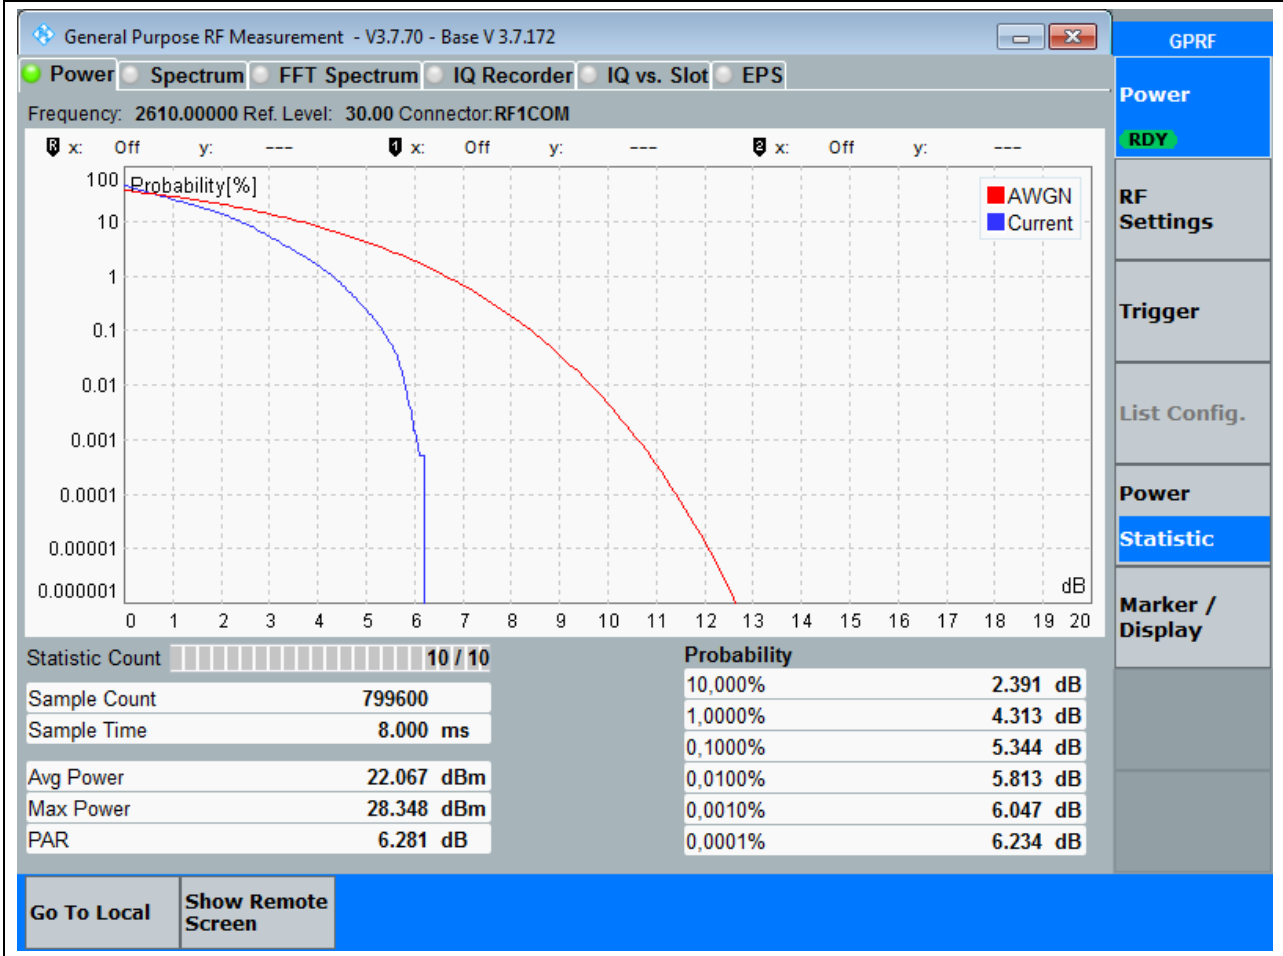 General Purpose RF Measurement - V3.7.70 - Base V 3.7.172
GPRF
Power Spectrum FFT Spectrum IQ Recorder IQ vs. Slot EPS
Frequency: 2610.00000 Ref. Level: 30.00 Connector:RF1COM
R x: Off y: --- 1 x: Off y: --- 2 x: Off y: ---
Probability[%]
AWGN
Current
100
10
1
0.1
0.01
0.001
0.0001
0.00001
0.000001
dB
0 1 2 3 4 5 6 7 8 9 10 11 12 13 14 15 16 17 18 19 20
Statistic Count 10 / 10
Sample Count 799600
Sample Time 8.000 ms
Avg Power 22.067 dBm
Max Power 28.348 dBm
PAR 6.281 dB
Probability
10,000% 2.391 dB
1,0000% 4.313 dB
0,1000% 5.344 dB
0,0100% 5.813 dB
0,0010% 6.047 dB
0,0001% 6.234 dB
Power
RDY
RF
Settings
Trigger
List Config.
Power
Statistic
Marker /
Display
Go To Local
Show Remote
Screen